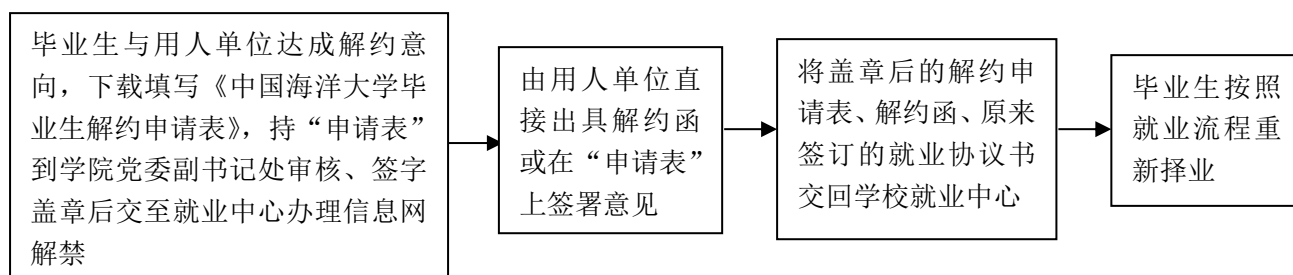 毕业生与用人单位达成解约意
向，下载填写《中国海洋大学毕
业生解约申请表》，持“申请表”
到学院党委副书记处审核、签字
盖章后交至就业中心办理信息网
解禁
由用人单位直
接出具解约函
或在“申请表”
上签署意见
将盖章后的解约申
请表、解约函、原来
签订的就业协议书
交回学校就业中心
毕业生按照
就业流程重
新择业